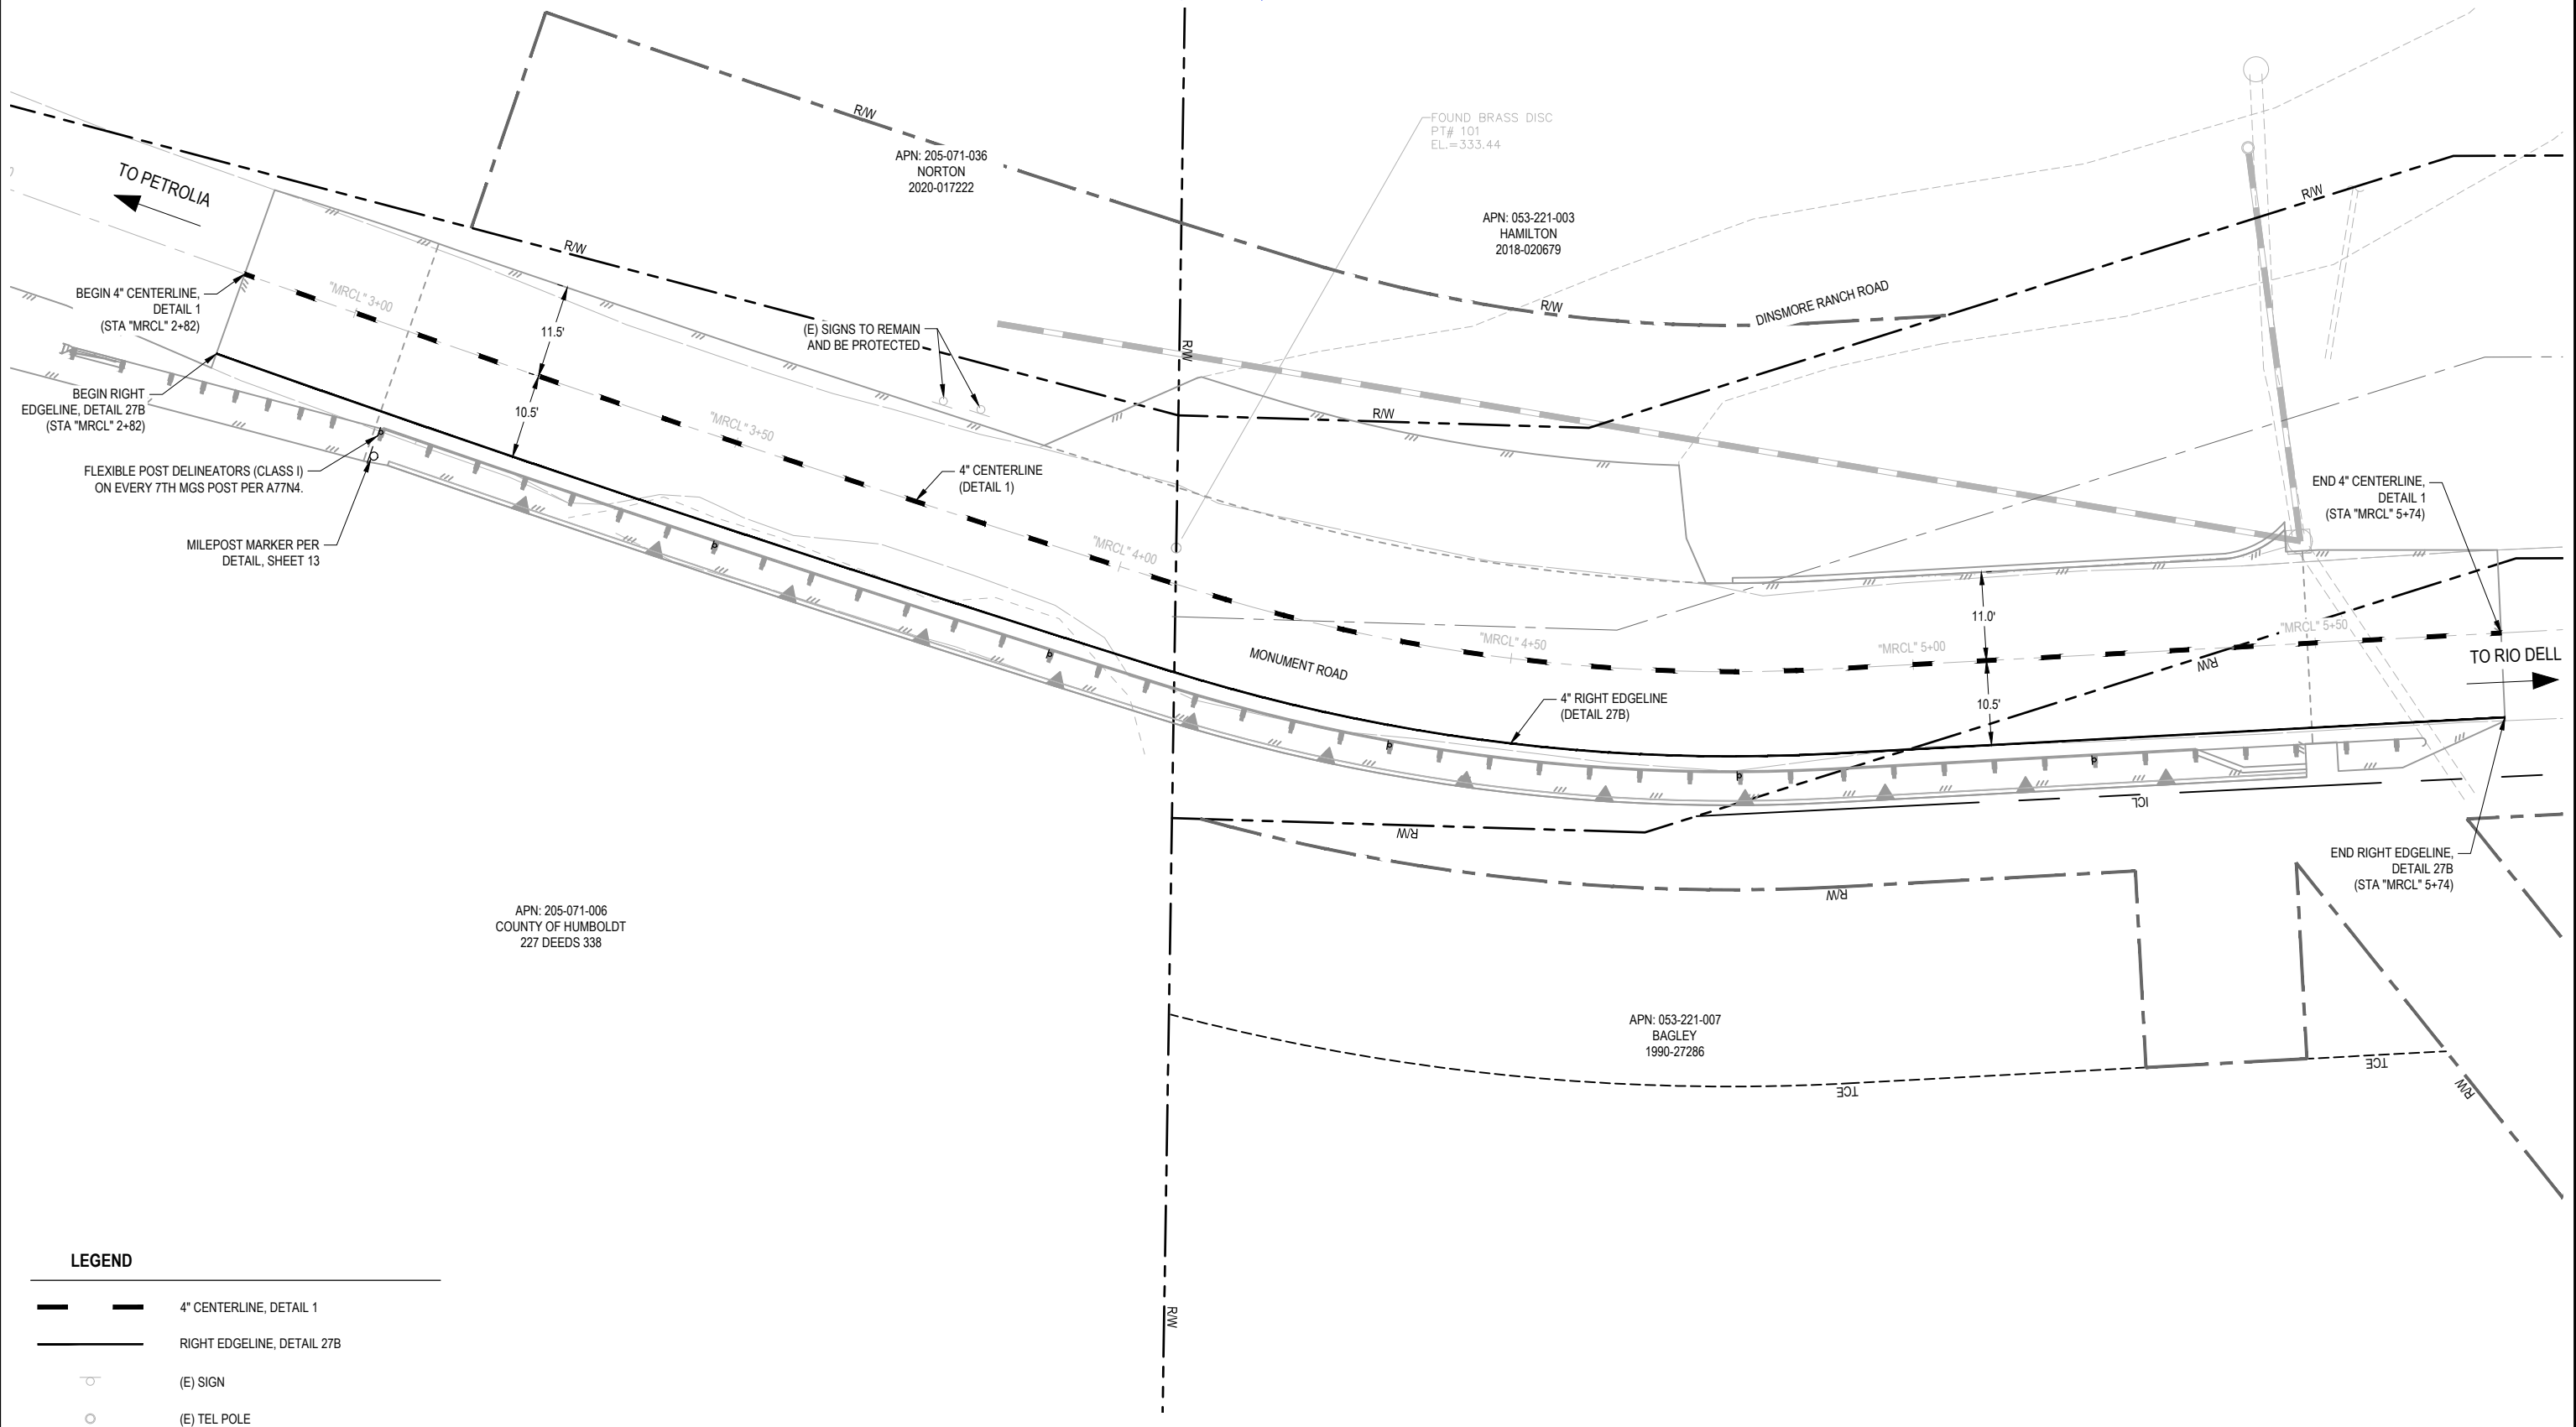 R/W
FOUND BRASS DISC
PT# 101
EL.=333.44
APN: 205-071-036
NORTON
2020-017222
TO PETROLIA
R/W
APN: 053-221-003
HAMILTON
2018-020679
R/W
R/W
BEGIN 4" CENTERLINE,
DETAIL 1
(STA "MRCL" 2+82)
"MRCL" 3+00
11.5'
(E) SIGNS TO REMAIN
AND BE PROTECTED
R/W
R/W
DINSMORE RANCH ROAD
BEGIN RIGHT
EDGELINE, DETAIL 27B
(STA "MRCL" 2+82)
10.5'
"MRCL" 3+50
R/W
FLEXIBLE POST DELINEATORS (CLASS I)
ON EVERY 7TH MGS POST PER A77N4.
4" CENTERLINE
(DETAIL 1)
END 4" CENTERLINE,
DETAIL 1
(STA "MRCL" 5+74)
MILEPOST MARKER PER
DETAIL, SHEET 13
"MRCL" 4+00
11.0'
"MRCL" 4+50
"MRCL" 5+00
"MRCL" 5+50
R/W
TO RIO DELL
MONUMENT ROAD
4" RIGHT EDGELINE
(DETAIL 27B)
10.5'
ICL
R/W
END RIGHT EDGELINE,
DETAIL 27B
(STA "MRCL" 5+74)
R/W
APN: 205-071-006
COUNTY OF HUMBOLDT
227 DEEDS 338
APN: 053-221-007
BAGLEY
1990-27286
TCE
TCE
R/W
R/W
LEGEND
4" CENTERLINE, DETAIL 1
RIGHT EDGELINE, DETAIL 27B
(E) SIGN
(E) TEL POLE